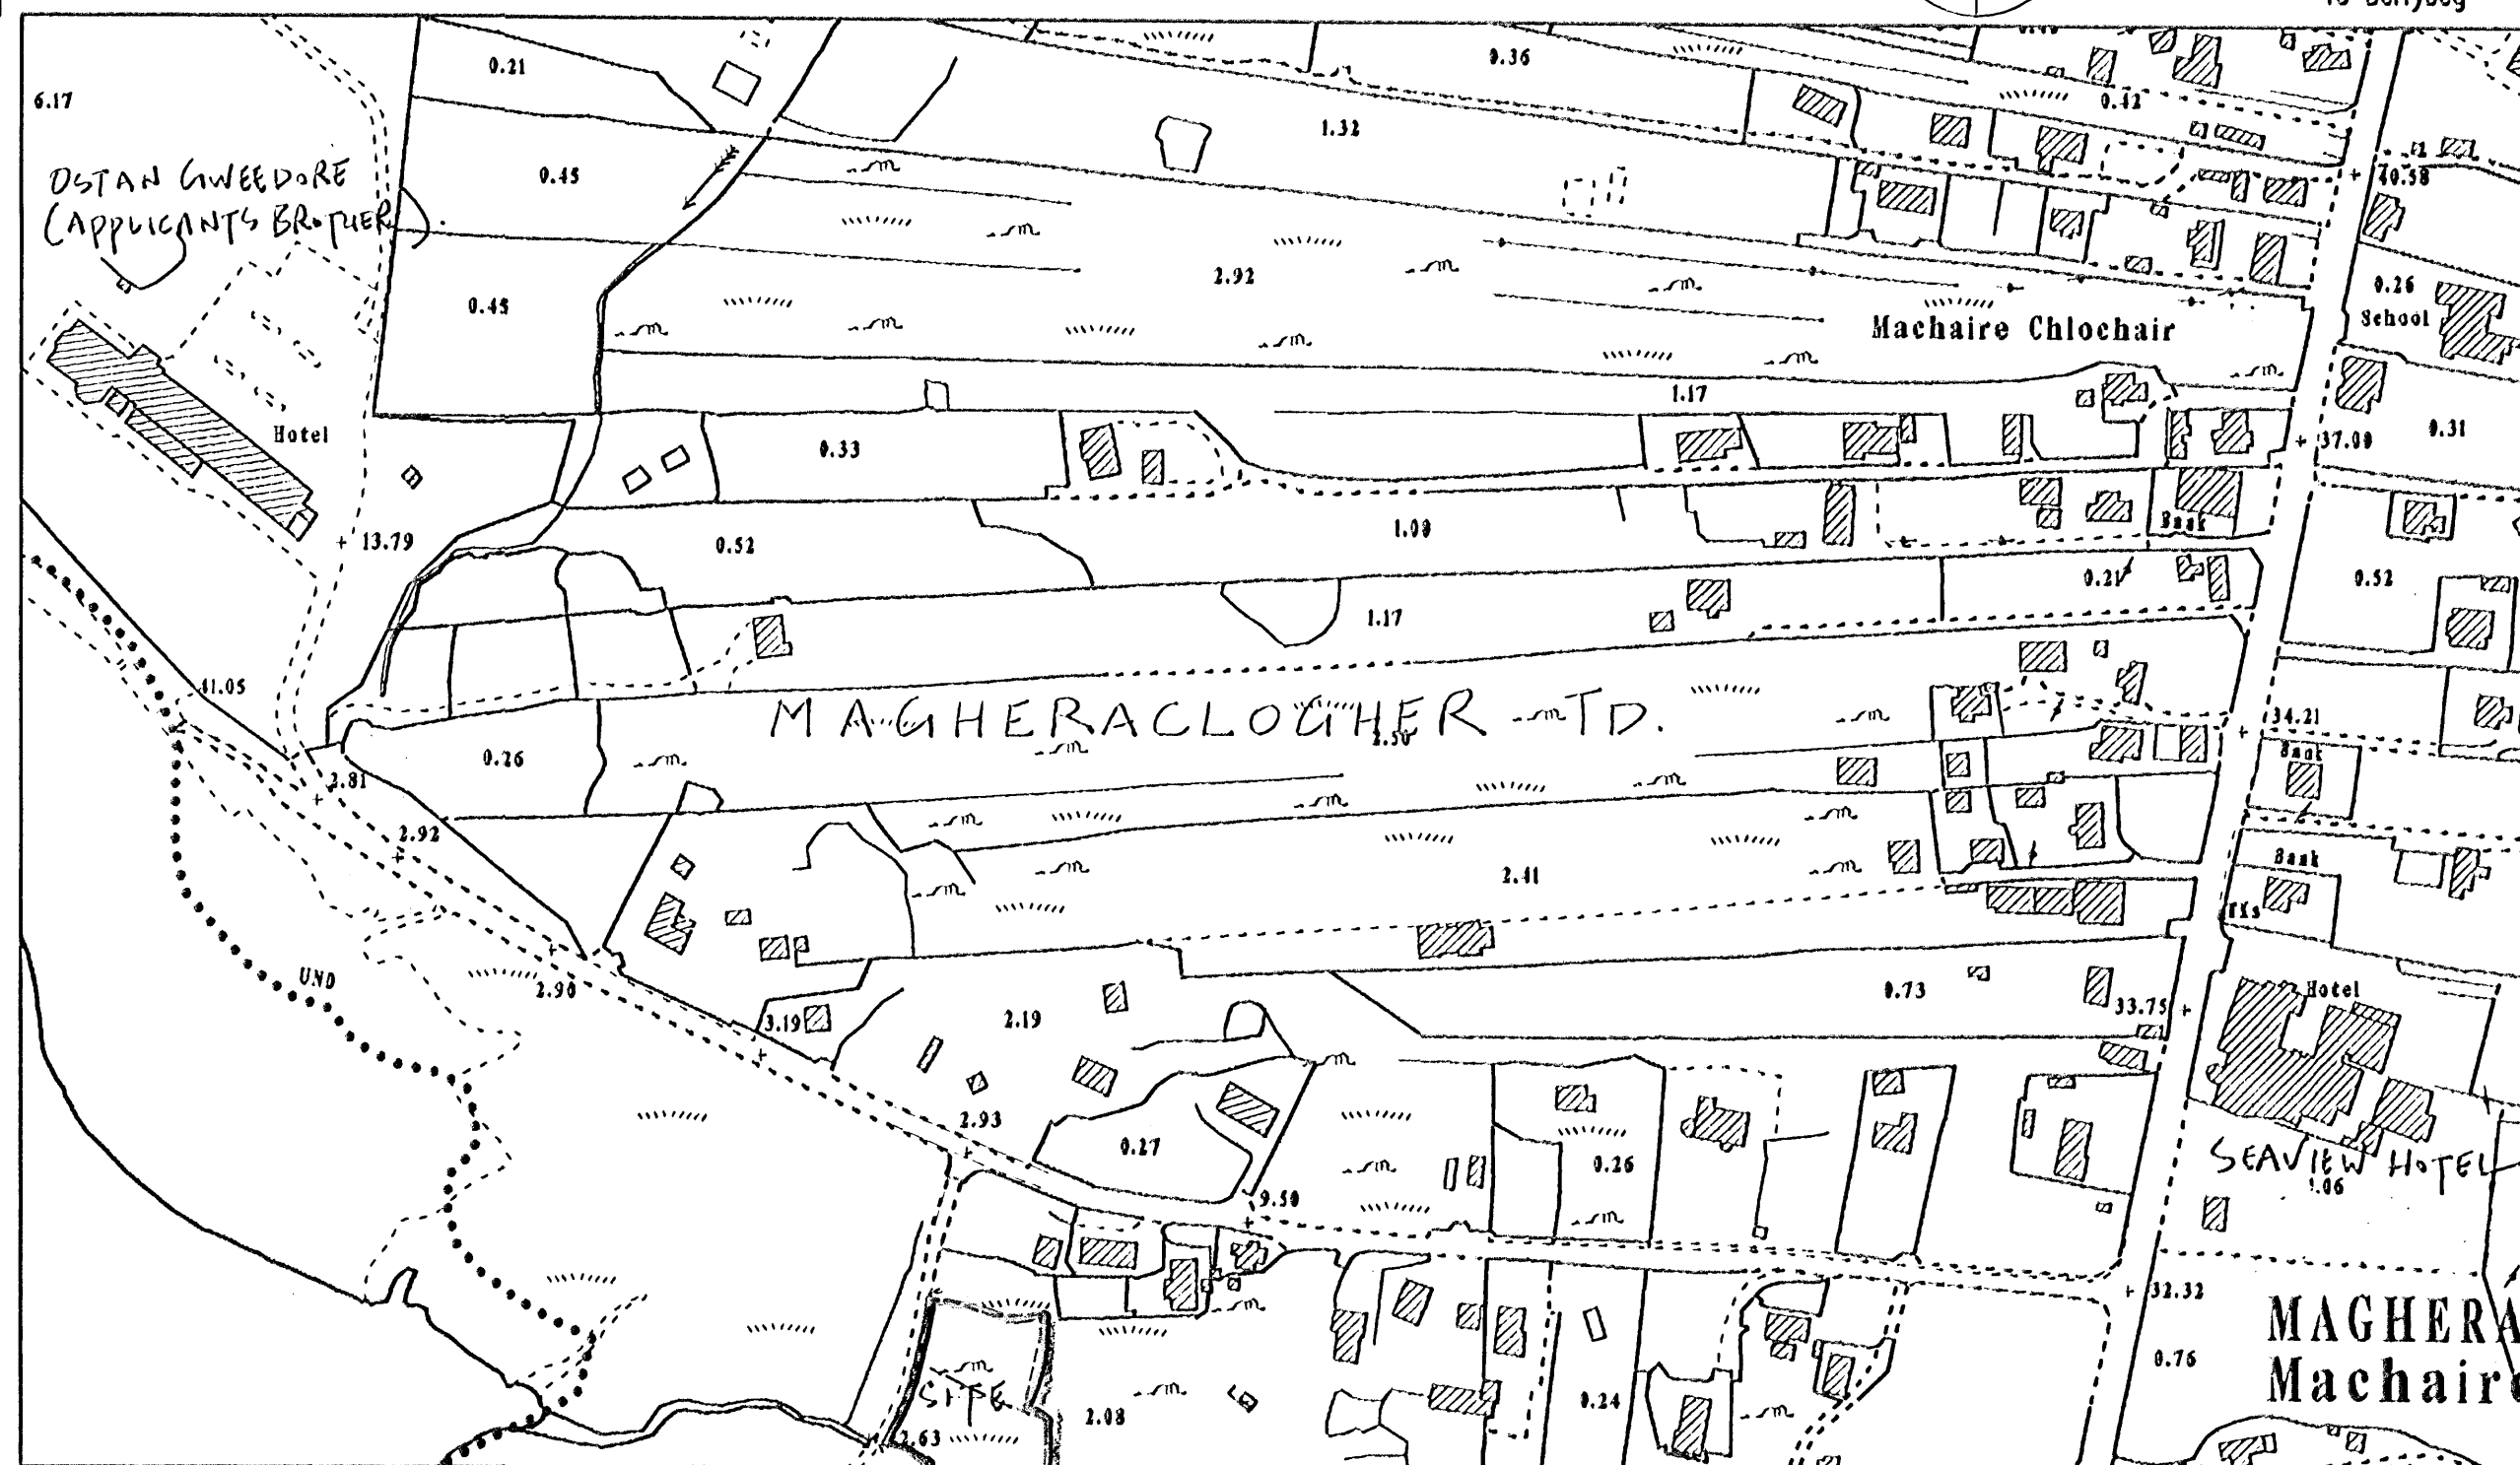 0.21
0.36
6.17
0.42
1.32
OSTAN GWEEDORE
(APPLICANTS BROTHER).
0.45
40.58
2.92
0.26
School
0.45
Machaire Chlochair
1.17
Hotel
0.33
37.00
0.31
Bank
13.79
0.52
1.09
0.21
0.52
1.17
41.05
MAGHERACLOGHER TD.
34.21
Bank
0.26
2.81
2.92
2.41
Bank
TKs
UND
2.90
3.19
2.19
0.73
33.75
Hotel
2.93
0.27
0.26
SEAVIEW HOTEL
9.50
32.32
MAGHERA
Machaire
0.76
SITE
2.08
0.24
2.63